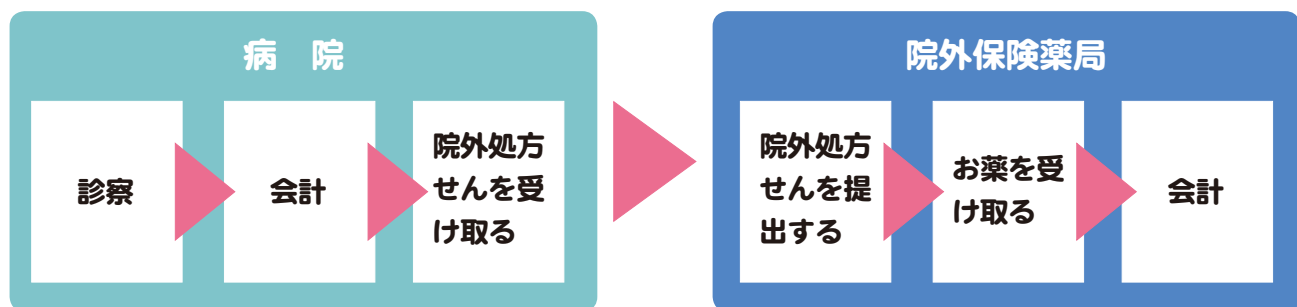 病　院
診察
会計
院外処方
せんを受
け取る
院外保険薬局
院外処方
せんを提
出する
お薬を受
け取る
会計